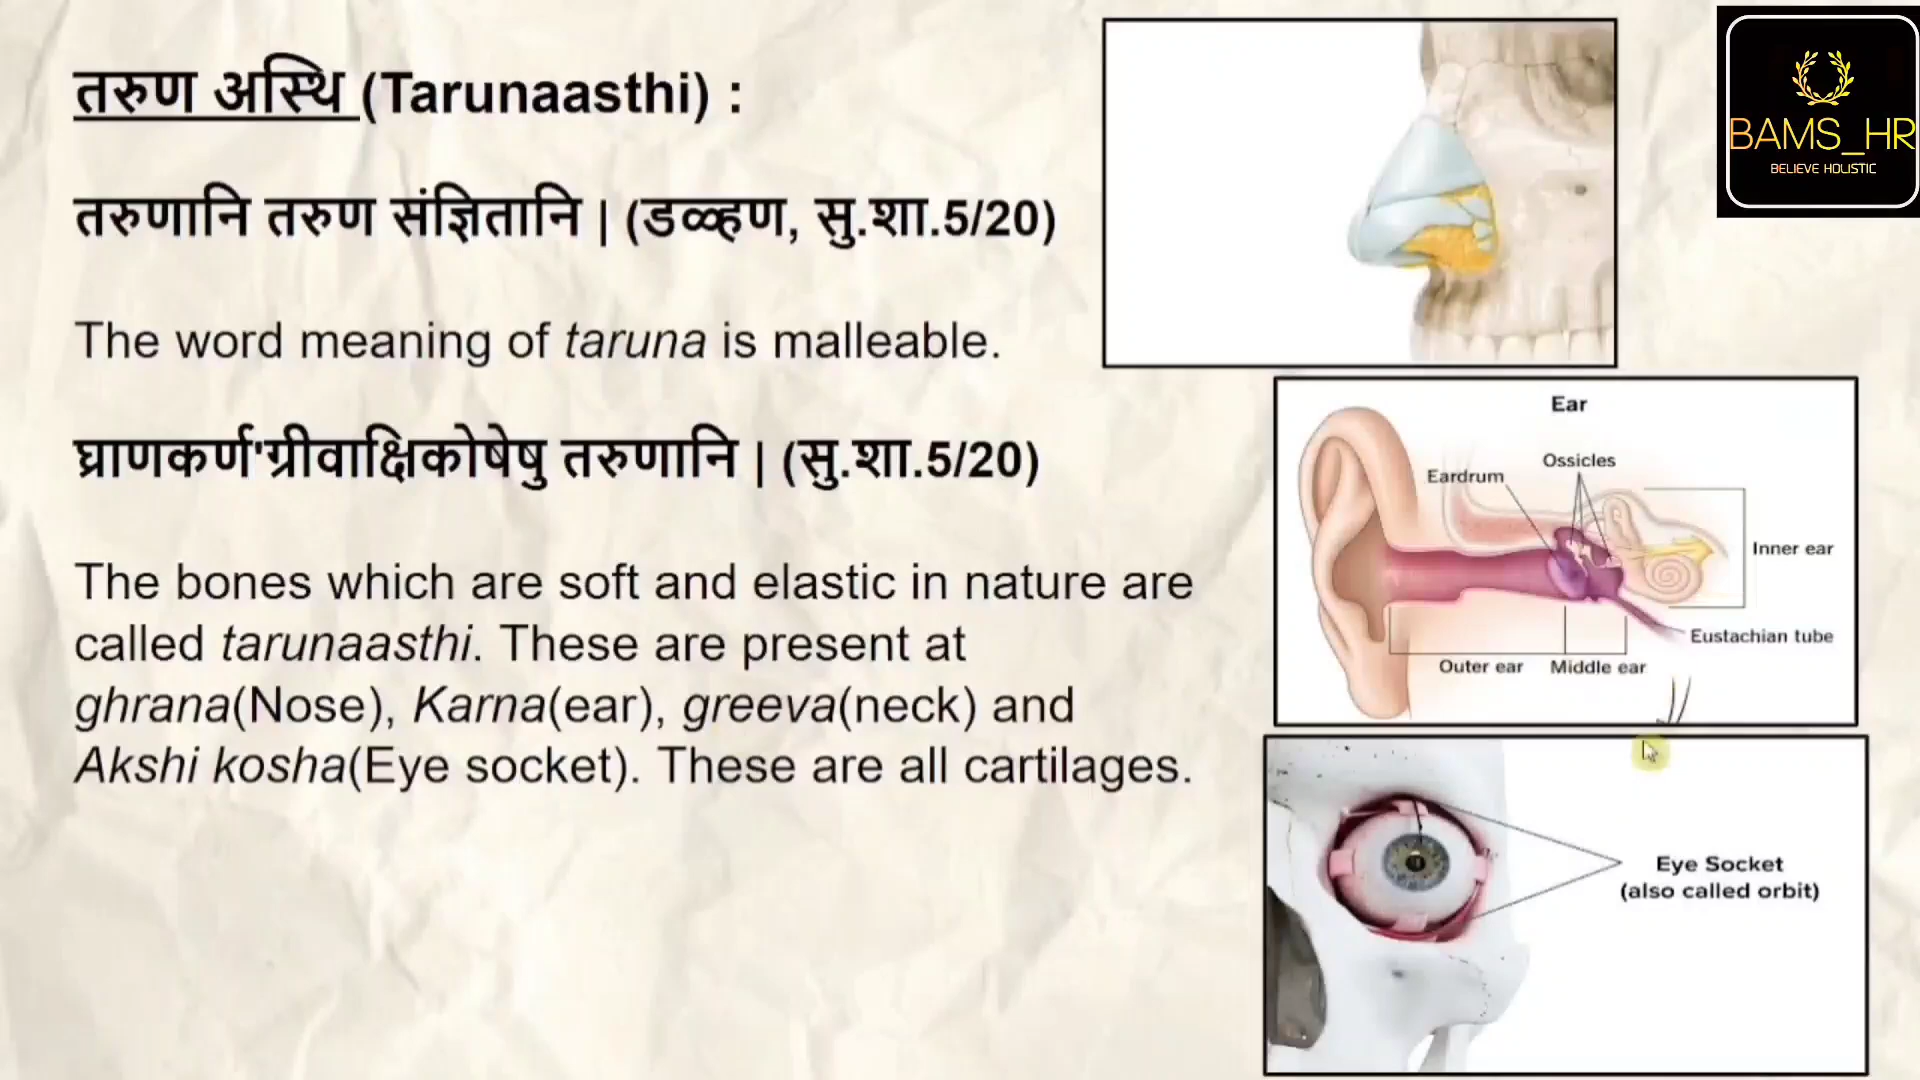 तरुण अस्थि (Tarunaasthi) :
तरुणानि तरुण संज्ञितानि | (डळ्हण, सु.शा.5/20)
The word meaning of taruna is malleable.
घ्राणकर्ण'ग्रीवाक्षिकोषेषु तरुणानि | (सु.शा.5/20)
The bones which are soft and elastic in nature are
called tarunaasthi. These are present at
ghrana(Nose), Karna(ear), greeva(neck) and
Akshi kosha(Eye socket). These are all cartilages.
BAMS_HR
BELIEVE HOLISTIC
Ear
Ossicles
Eardrum
Inner ear
Eustachian tube
Outer ear
Middle ear
Eye Socket
(also called orbit)